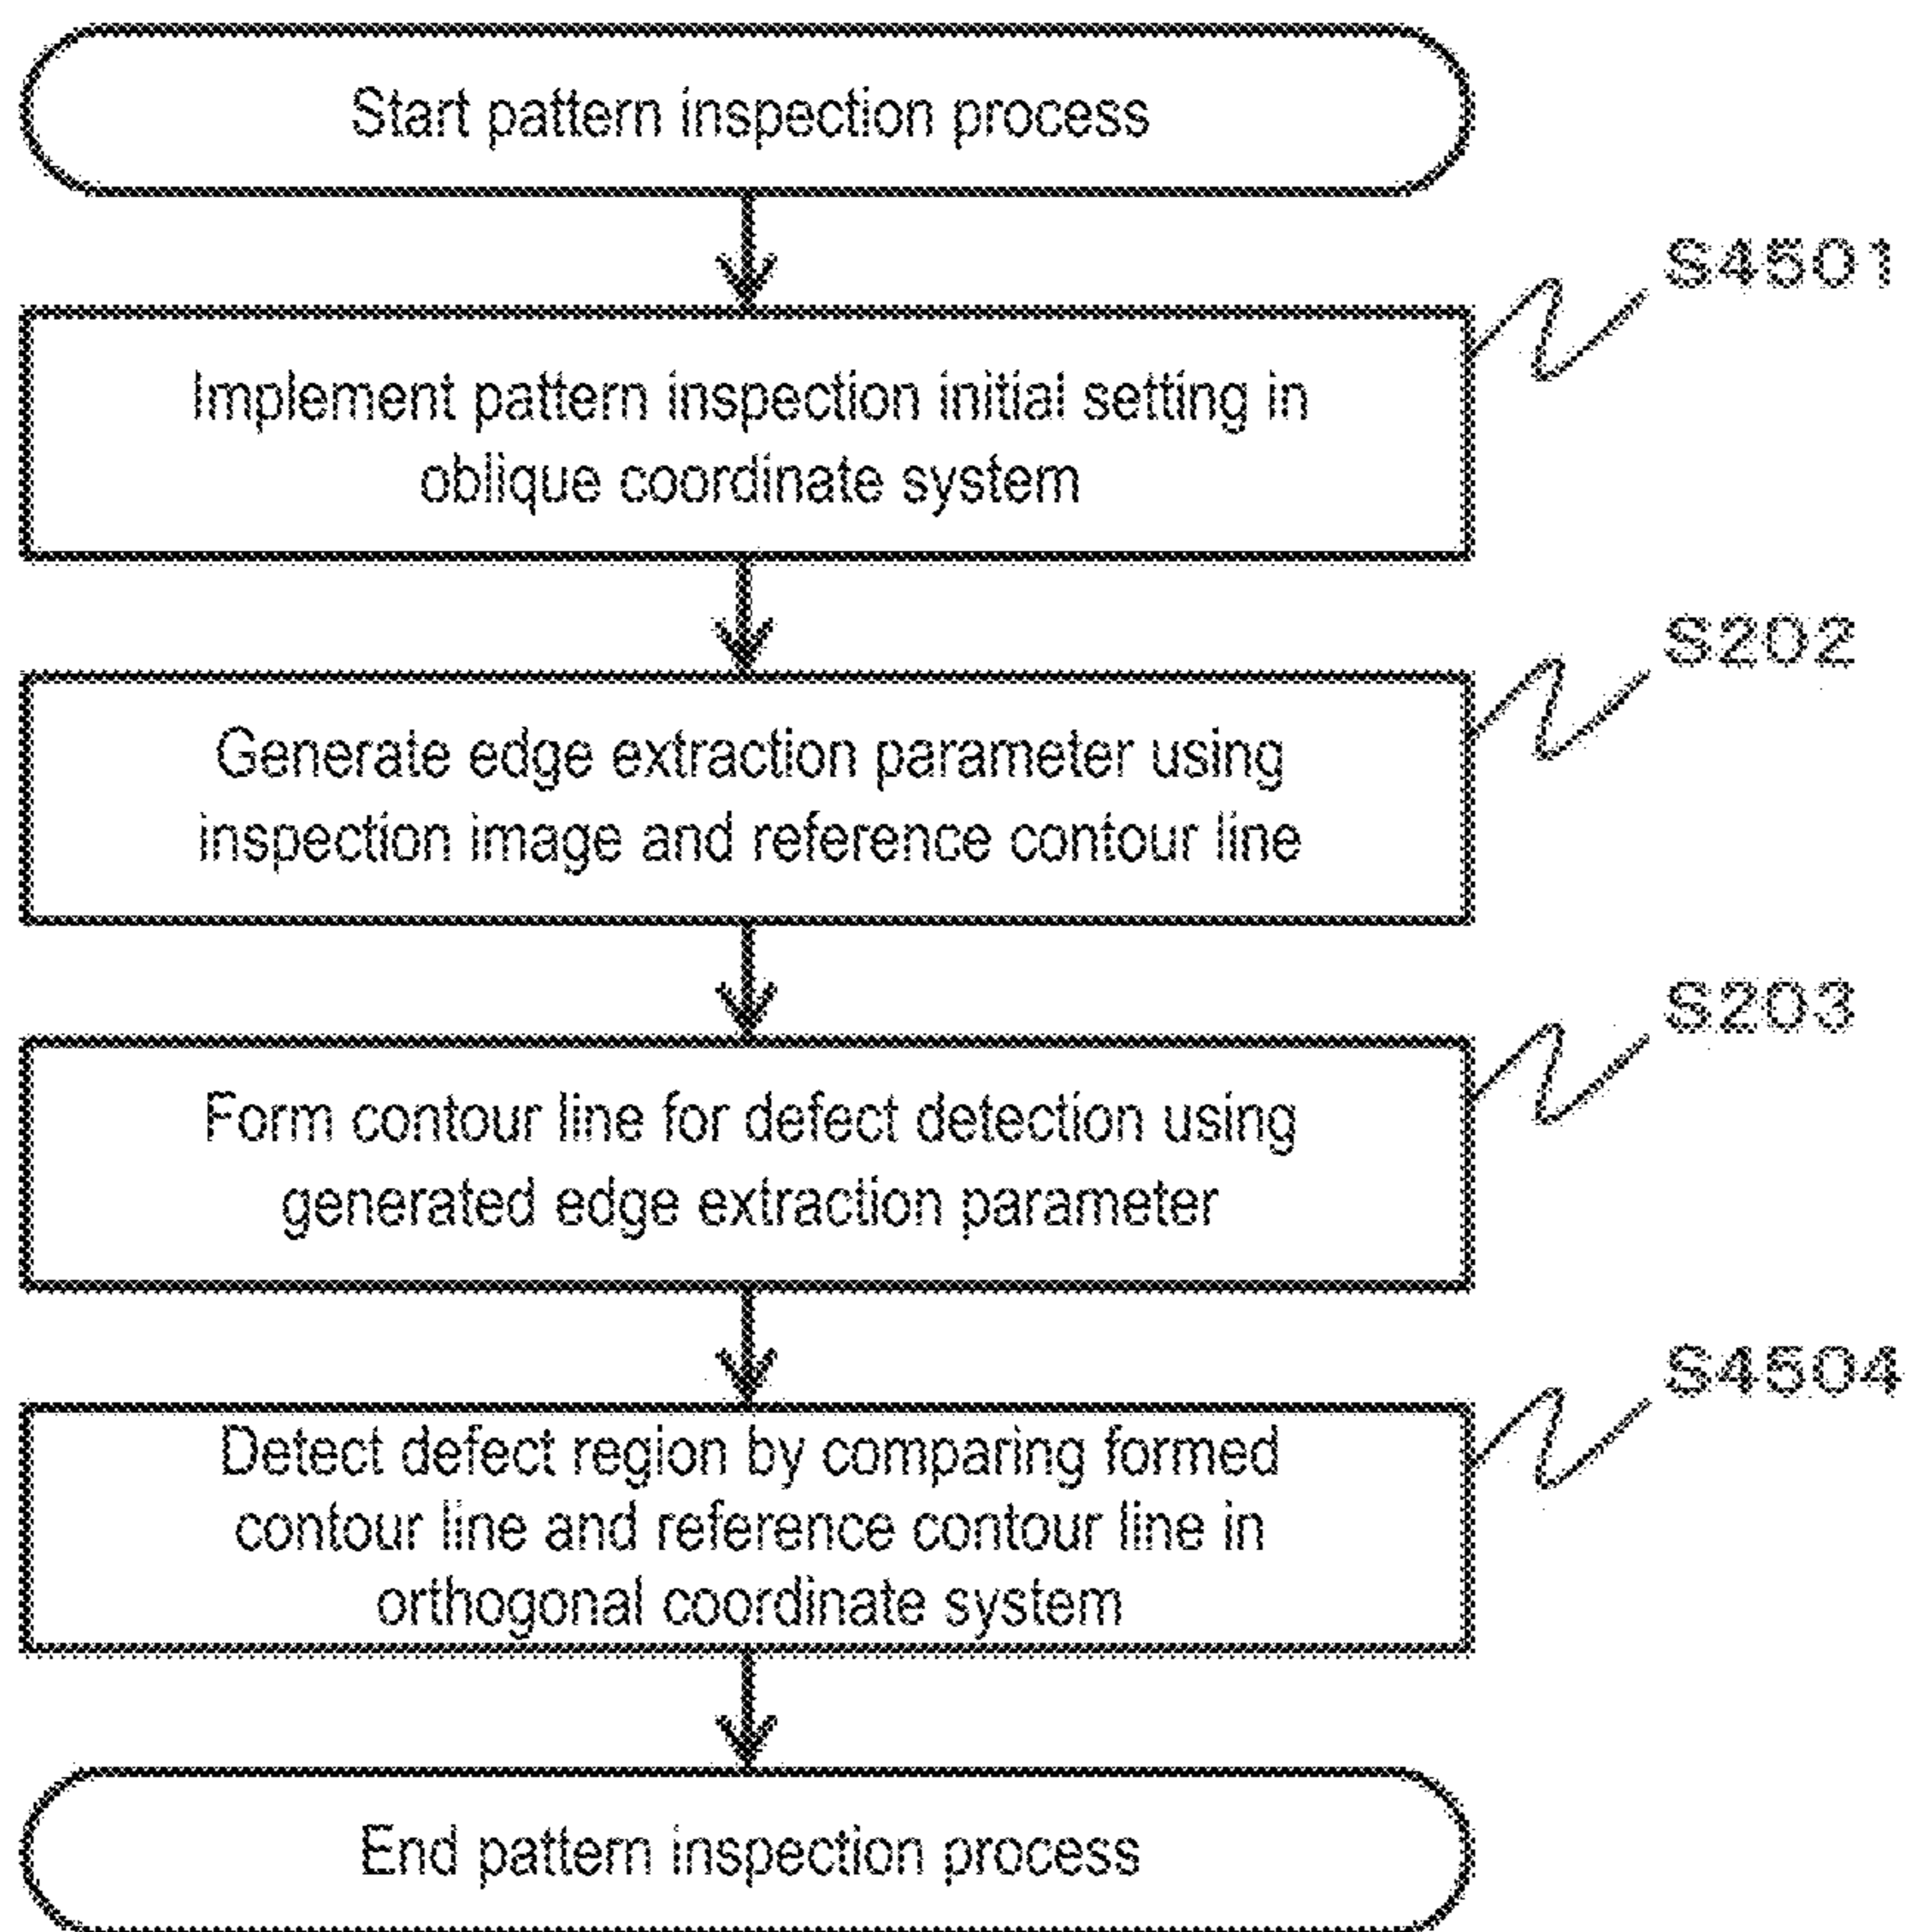 Start pattern inspection process
S4501
Implement pattern inspection initial setting in
oblique coordinate system
S202
Generate edge extraction parameter using
inspection image and reference contour line
S203
Form contour line for defect detection using
generated edge extraction parameter
S4504
Detect defect region by comparing formed
contour line and reference contour line in
orthogonal coordinate system
End pattern inspection process